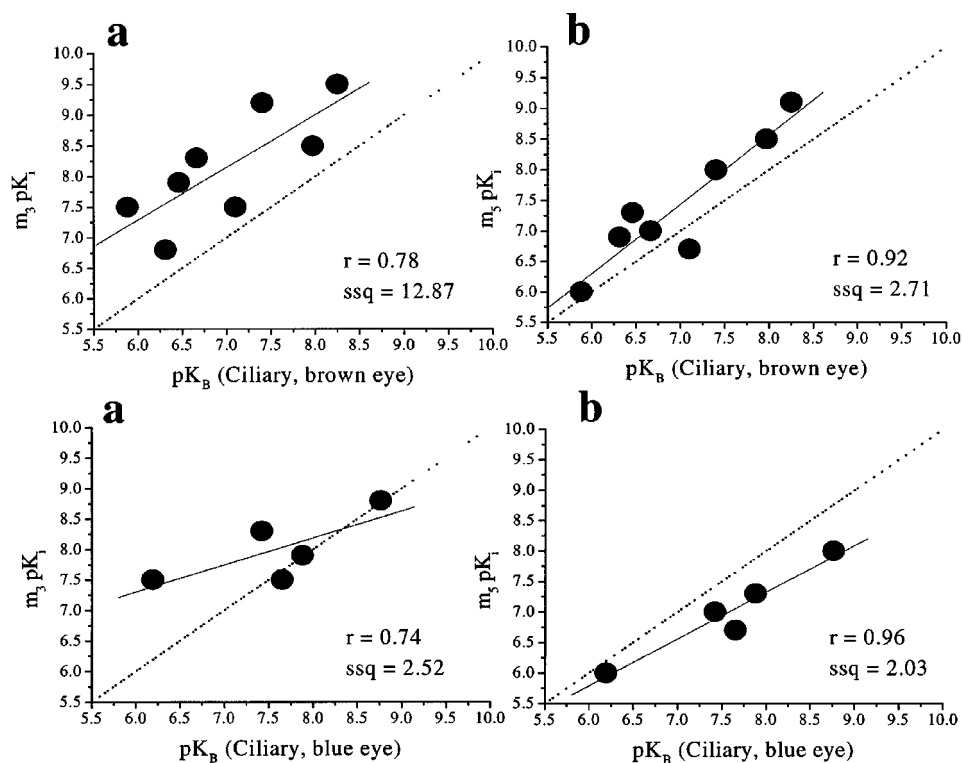 a
10.0
9.5
9.0
8.5
8.0
7.5
7.0
6.5
6.0
5.5
m3 pKi
r = 0.78
ssq = 12.87
5.5 6.0 6.5 7.0 7.5 8.0 8.5 9.0 9.5 10.0
pKB (Ciliary, brown eye)
b
10.0
9.5
9.0
8.5
8.0
7.5
7.0
6.5
6.0
5.5
m5 pKi
r = 0.92
ssq = 2.71
5.5 6.0 6.5 7.0 7.5 8.0 8.5 9.0 9.5 10.0
pKB (Ciliary, brown eye)
a
10.0
9.5
9.0
8.5
8.0
7.5
7.0
6.5
6.0
5.5
m3 pKi
r = 0.74
ssq = 2.52
5.5 6.0 6.5 7.0 7.5 8.0 8.5 9.0 9.5 10.0
pKB (Ciliary, blue eye)
b
10.0
9.5
9.0
8.5
8.0
7.5
7.0
6.5
6.0
5.5
m5 pKi
r = 0.96
ssq = 2.03
5.5 6.0 6.5 7.0 7.5 8.0 8.5 9.0 9.5 10.0
pKB (Ciliary, blue eye)